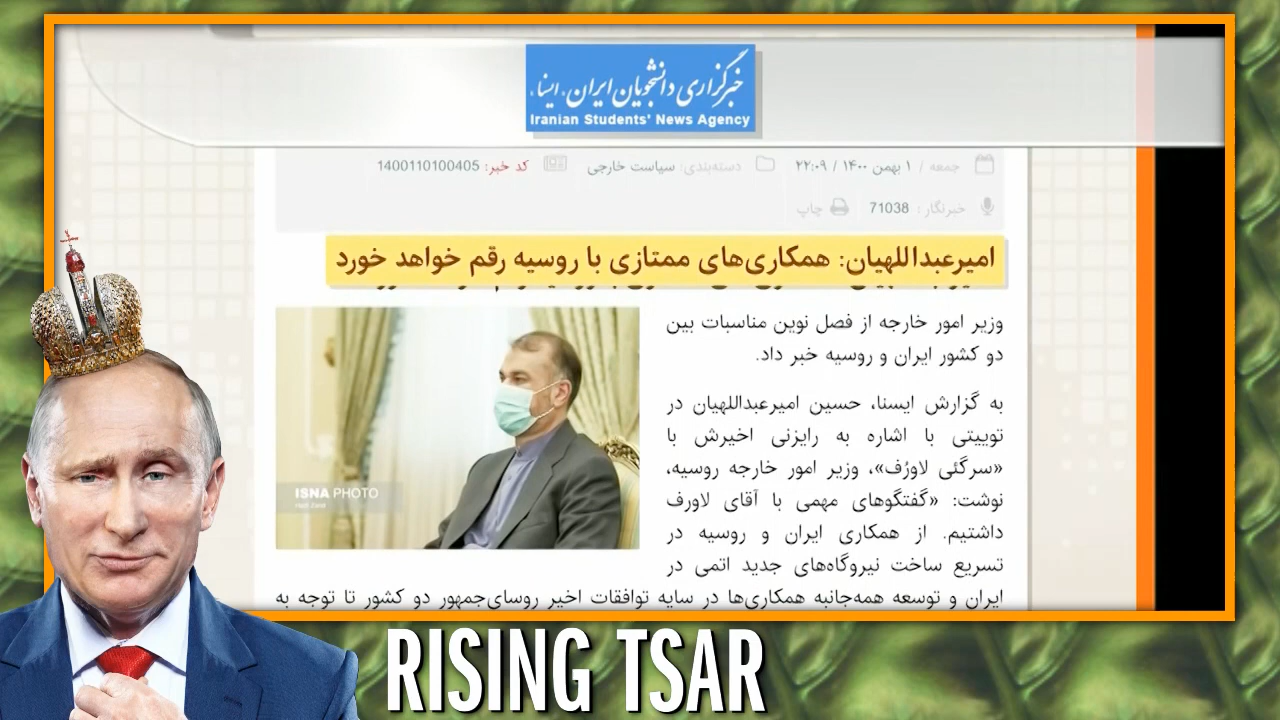 خبرگزاری دانشجویان ایران، ایسنا،
Iranian Students' News Agency
جمعه / ۱ بهمن ۱۴۰۰ / ۲۲:۰۹ دسته‌بندی: سیاست خارجی کد خبر: 1400110100405
خبرنگار : 71038 چاپ
امیرعبداللهیان: همکاری‌های ممتازی با روسیه رقم خواهد خورد
وزیر امور خارجه از فصل نوین مناسبات بین
دو کشور ایران و روسیه خبر داد.
به گزارش ایسنا، حسین امیرعبداللهیان در
توییتی با اشاره به رایزنی اخیرش با
«سرگئی لاورُف»، وزیر امور خارجه روسیه،
نوشت: «گفتگوهای مهمی با آقای لاورف
داشتیم. از همکاری ایران و روسیه در
تسریع ساخت نیروگاه‌های جدید اتمی در
ایران و توسعه همه‌جانبه همکاری‌ها در سایه توافقات اخیر روسای‌جمهور دو کشور تا توجه به
ISNA PHOTO
RISING TSAR